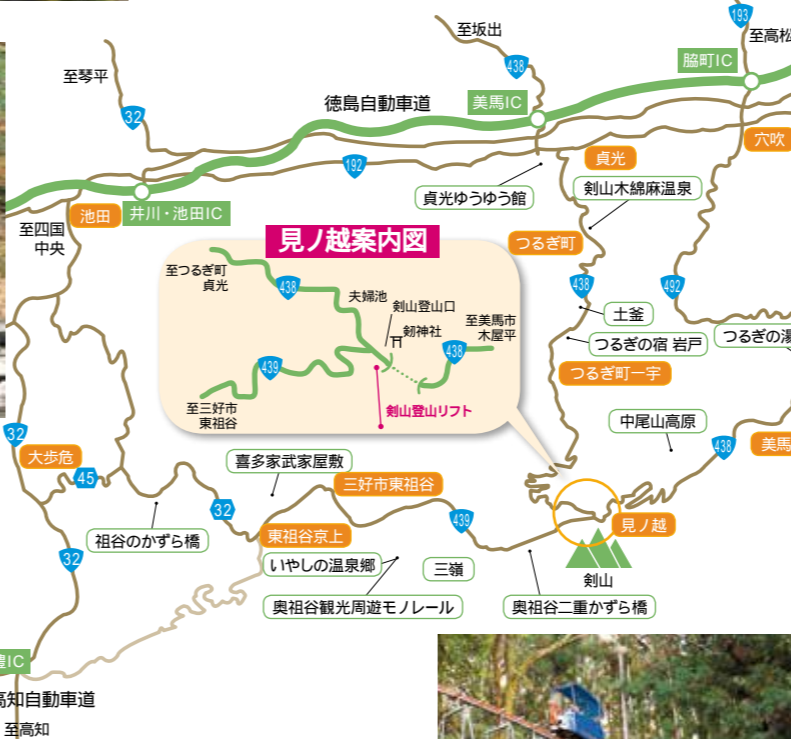 193
至坂出
至高松
438
脇町IC
至琴平
徳島自動車道
美馬IC
32
穴吹
192
貞光
貞光ゆうゆう館
剣山木綿麻温泉
池田
井川・池田IC
至四国
中央
つるぎ町
見ノ越案内図
至つるぎ町
貞光
438
夫婦池
剣山登山口
劔神社
至美馬市
木屋平
438
439
至三好市
東祖谷
剣山登山リフト
438
492
土釜
つるぎの宿 岩戸
つるぎの湯
つるぎ町一宇
中尾山高原
438
美馬
32
大歩危
45
喜多家武家屋敷
三好市東祖谷
32
439
見ノ越
祖谷のかずら橋
東祖谷京上
32
いやしの温泉郷
三嶺
剣山
奥祖谷観光周遊モノレール
奥祖谷二重かずら橋
豊IC
高知自動車道
至高知